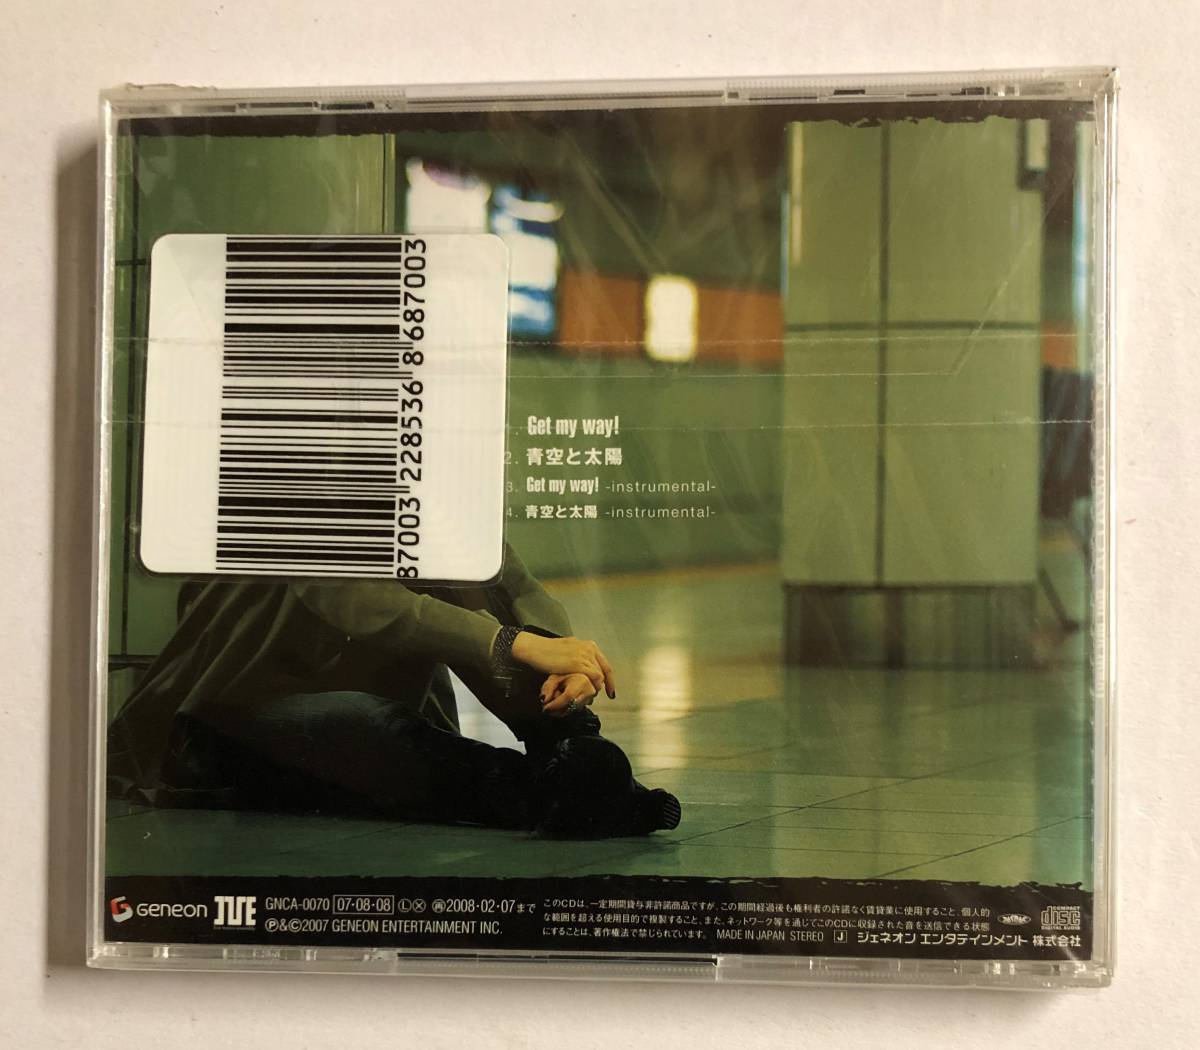 87003 228536 8 687003
1. Get my way!
2. 青空と太陽
3. Get my way! -instrumental-
4. 青空と太陽 -instrumental-
GENEON GNCA-0070 07・08・08 Ⓛ 2008・02・07まで
℗&©2007 GENEON ENTERTAINMENT INC.
このCDは、一定期間貸与非許諾商品ですが、この期間経過後も権利者の許諾なく賃貸業に使用すること、個人的
な範囲を超える使用目的で複製すること、また、ネットワーク等を通じてこのCDに収録された音を送信できる状態
にすることは、著作権法で禁じられています。 MADE IN JAPAN STEREO J ジェネオン エンタテインメント 株式会社
COMPACT
disc
DIGITAL AUDIO